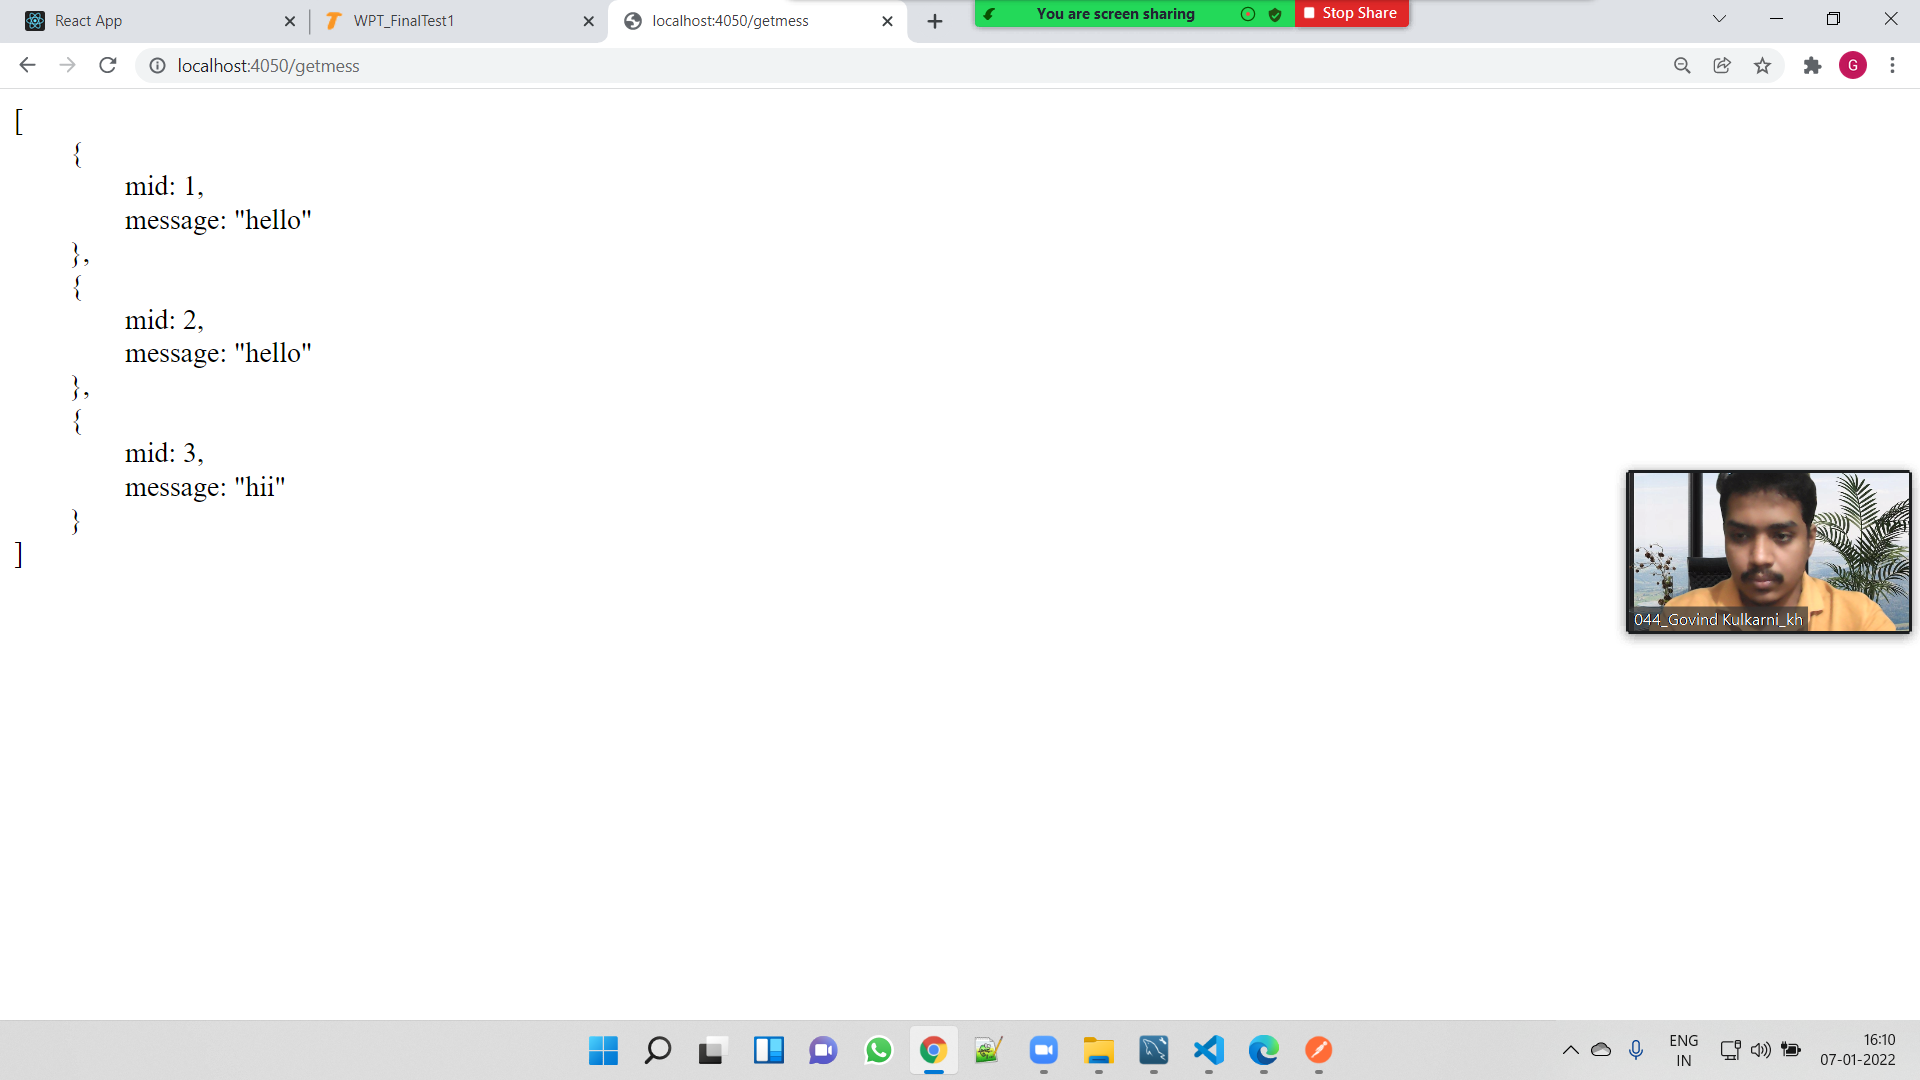 React App
WPT_FinalTest1
localhost:4050/getmess
You are screen sharing
Stop Share
localhost:4050/getmess
G
[
{
mid: 1,
message: "hello"
},
{
mid: 2,
message: "hello"
},
{
mid: 3,
message: "hii"
}
]
044_Govind Kulkarni_kh
ENG
IN
16:10
07-01-2022